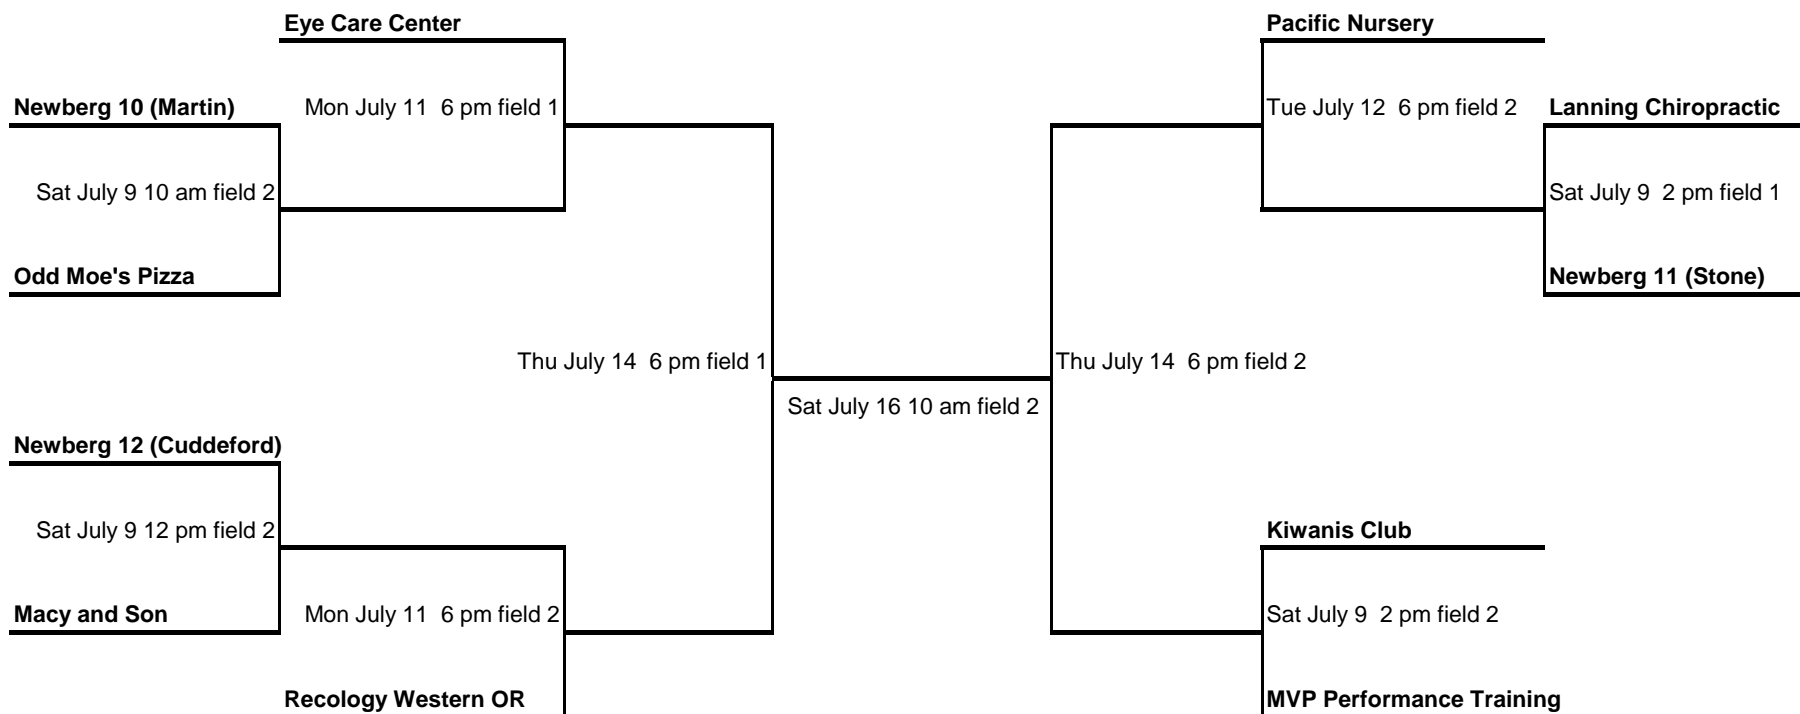 Eye Care Center
Pacific Nursery
Newberg 10 (Martin)
Mon July 11  6 pm field 1
Tue July 12  6 pm field 2
Lanning Chiropractic
Sat July 9 10 am field 2
Sat July 9  2 pm field 1
Odd Moe's Pizza
Newberg 11 (Stone)
Thu July 14  6 pm field 1
Thu July 14  6 pm field 2
Sat July 16 10 am field 2
Newberg 12 (Cuddeford)
Sat July 9 12 pm field 2
Kiwanis Club
Macy and Son
Mon July 11  6 pm field 2
Sat July 9  2 pm field 2
Recology Western OR
MVP Performance Training